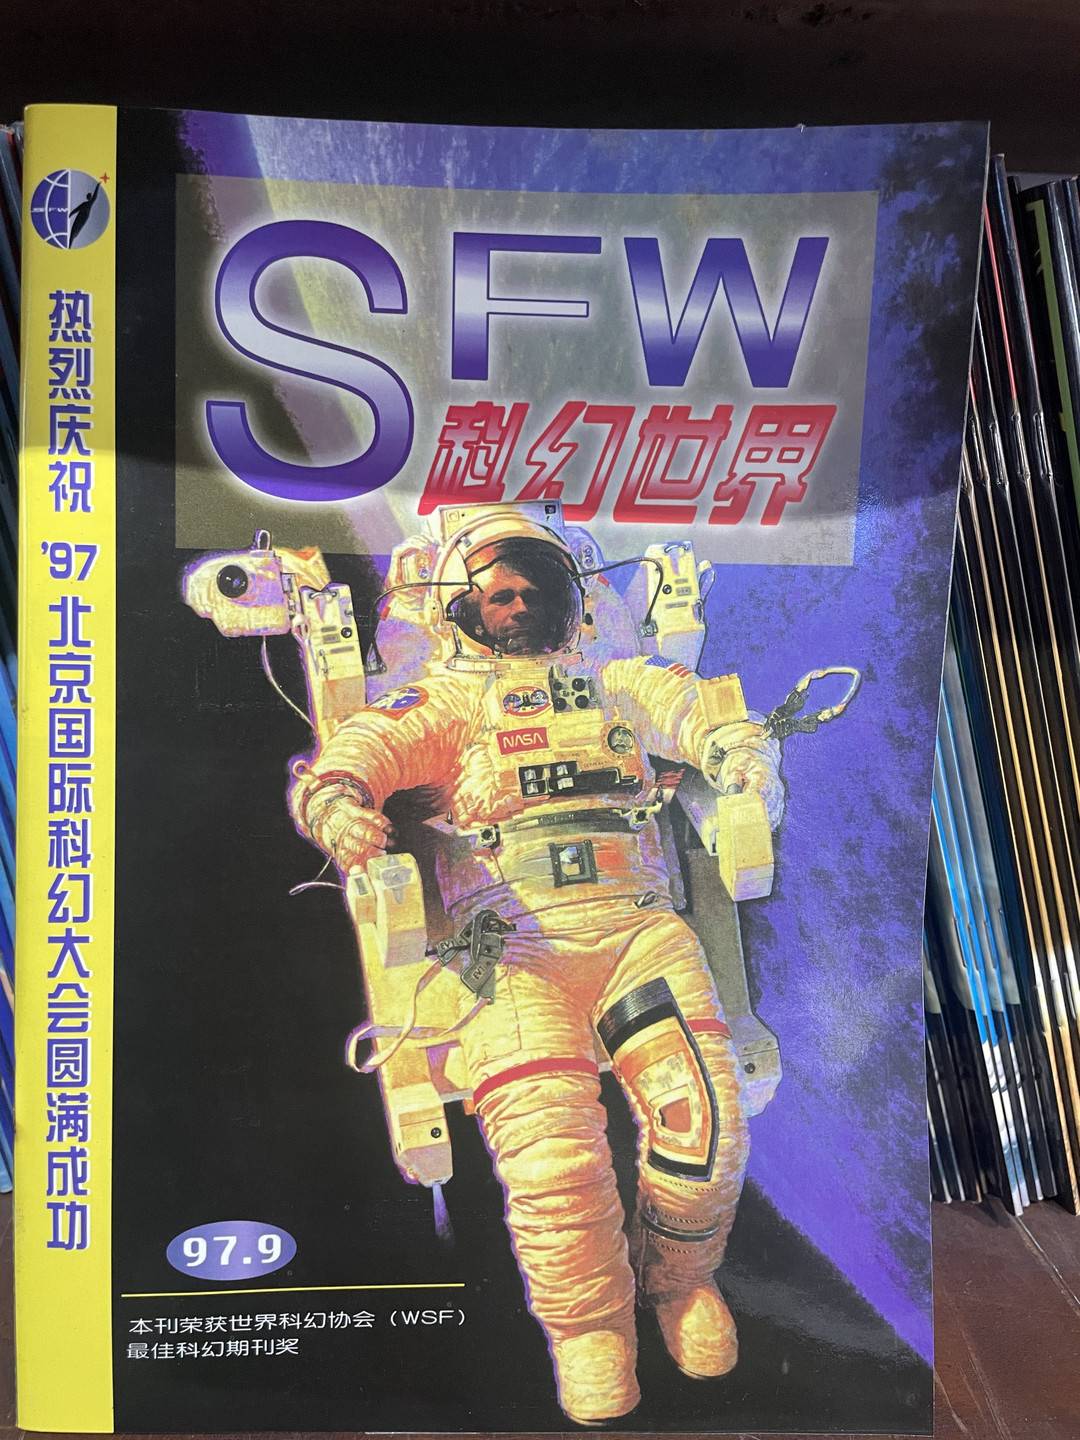 SFW
热烈庆祝 '97 北京国际科幻大会圆满成功
SFW
科幻世界
NASA
97.9
本刊荣获世界科幻协会（WSF）
最佳科幻期刊奖